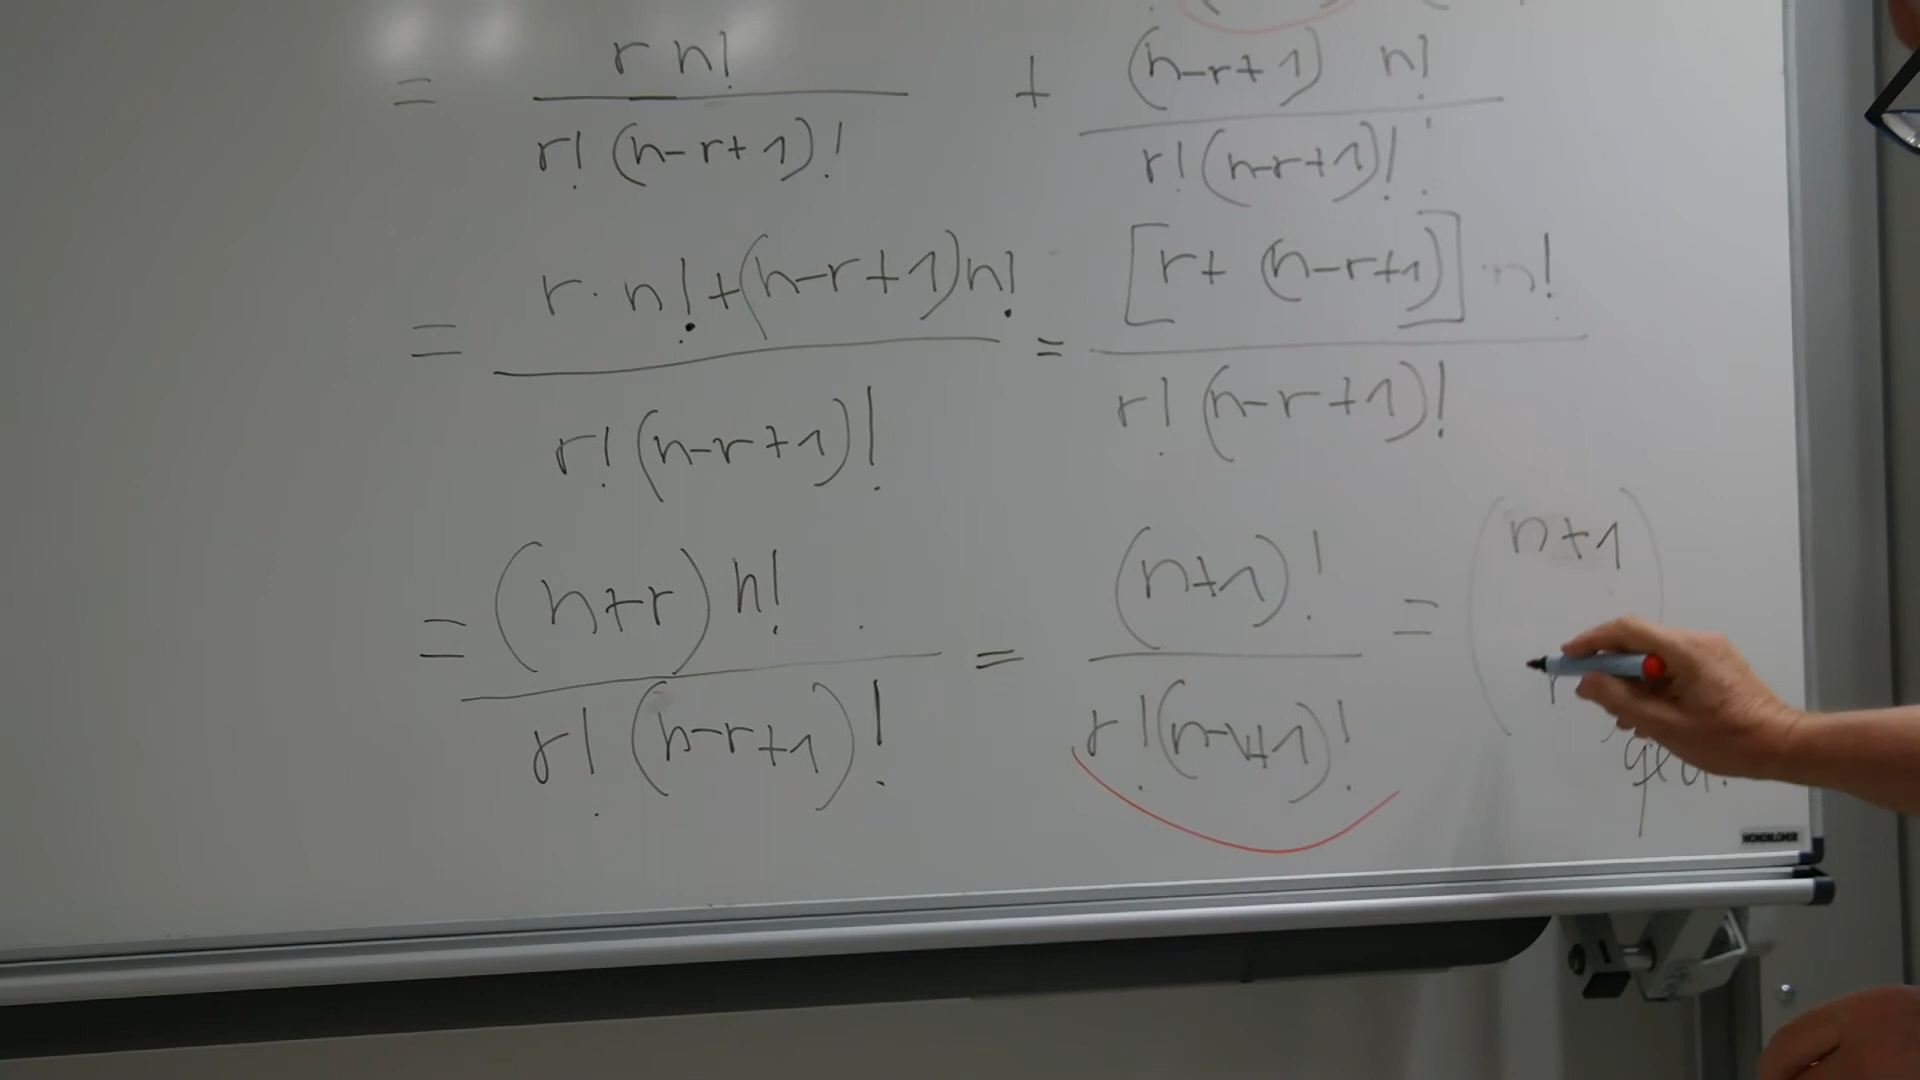 = r n! / r! (n-r+1)! + (n-r+1) n! / r! (n-r+1)!
= r · n! + (n-r+1) n! / r! (n-r+1)! = [r + (n-r+1)] · n! / r! (n-r+1)!
= (n+r) n! / r! (n-r+1)! = (n+1)! / r! (n-r+1)! = (n+1